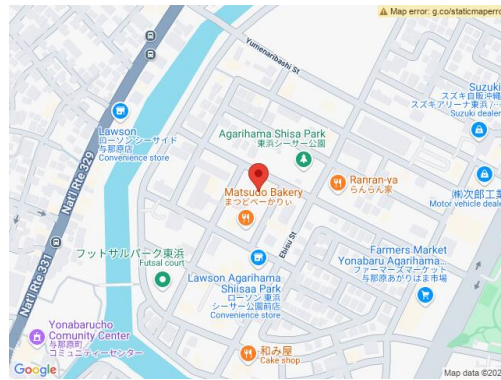 Map error: g.co/staticmaperro
Yumenaribashi St
Suzuki
スズキ自販沖縄
スズキアリーナ東浜 /…
Suzuki dealer
Lawson
ローソン シーサイド
与那原店
Convenience store
Agarihama Shisa Park
東浜シーサー公園
Nat'l Rte 329
Ranran-ya
らんらん家
㈱次郎工業
Motor vehicle deale
Matsudo Bakery
まつどべーかりぃ
フットサルパーク東浜
Futsal court
Ebisu St
Farmers Market
Yonabaru Agarihama...
ファーマーズマーケット
与那原あがりはま市場
Lawson Agarihama
Shiisaa Park
ローソン 東浜
シーサー公園前店
Convenience store
Nat'l Rte 331
Yonabarucho
Comunity Center
与那原町
コミュニティーセンター
和み屋
Cake shop
Google
Map data ©202